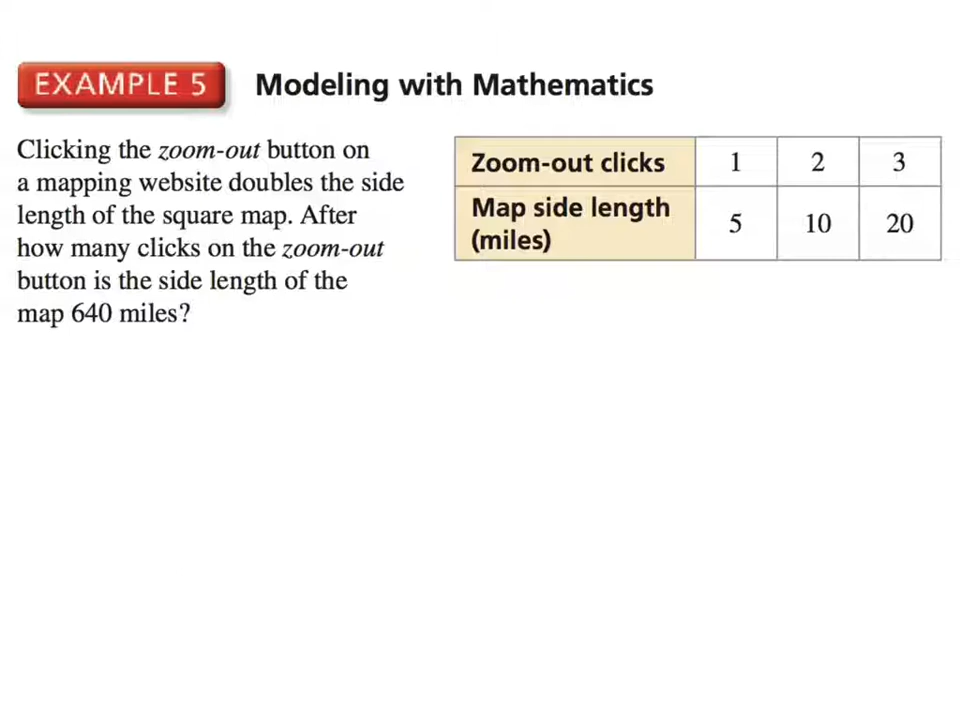 EXAMPLE 5 Modeling with Mathematics
Clicking the zoom-out button on
a mapping website doubles the side
length of the square map. After
how many clicks on the zoom-out
button is the side length of the
map 640 miles?
Zoom-out clicks 1 2 3
Map side length
(miles) 5 10 20